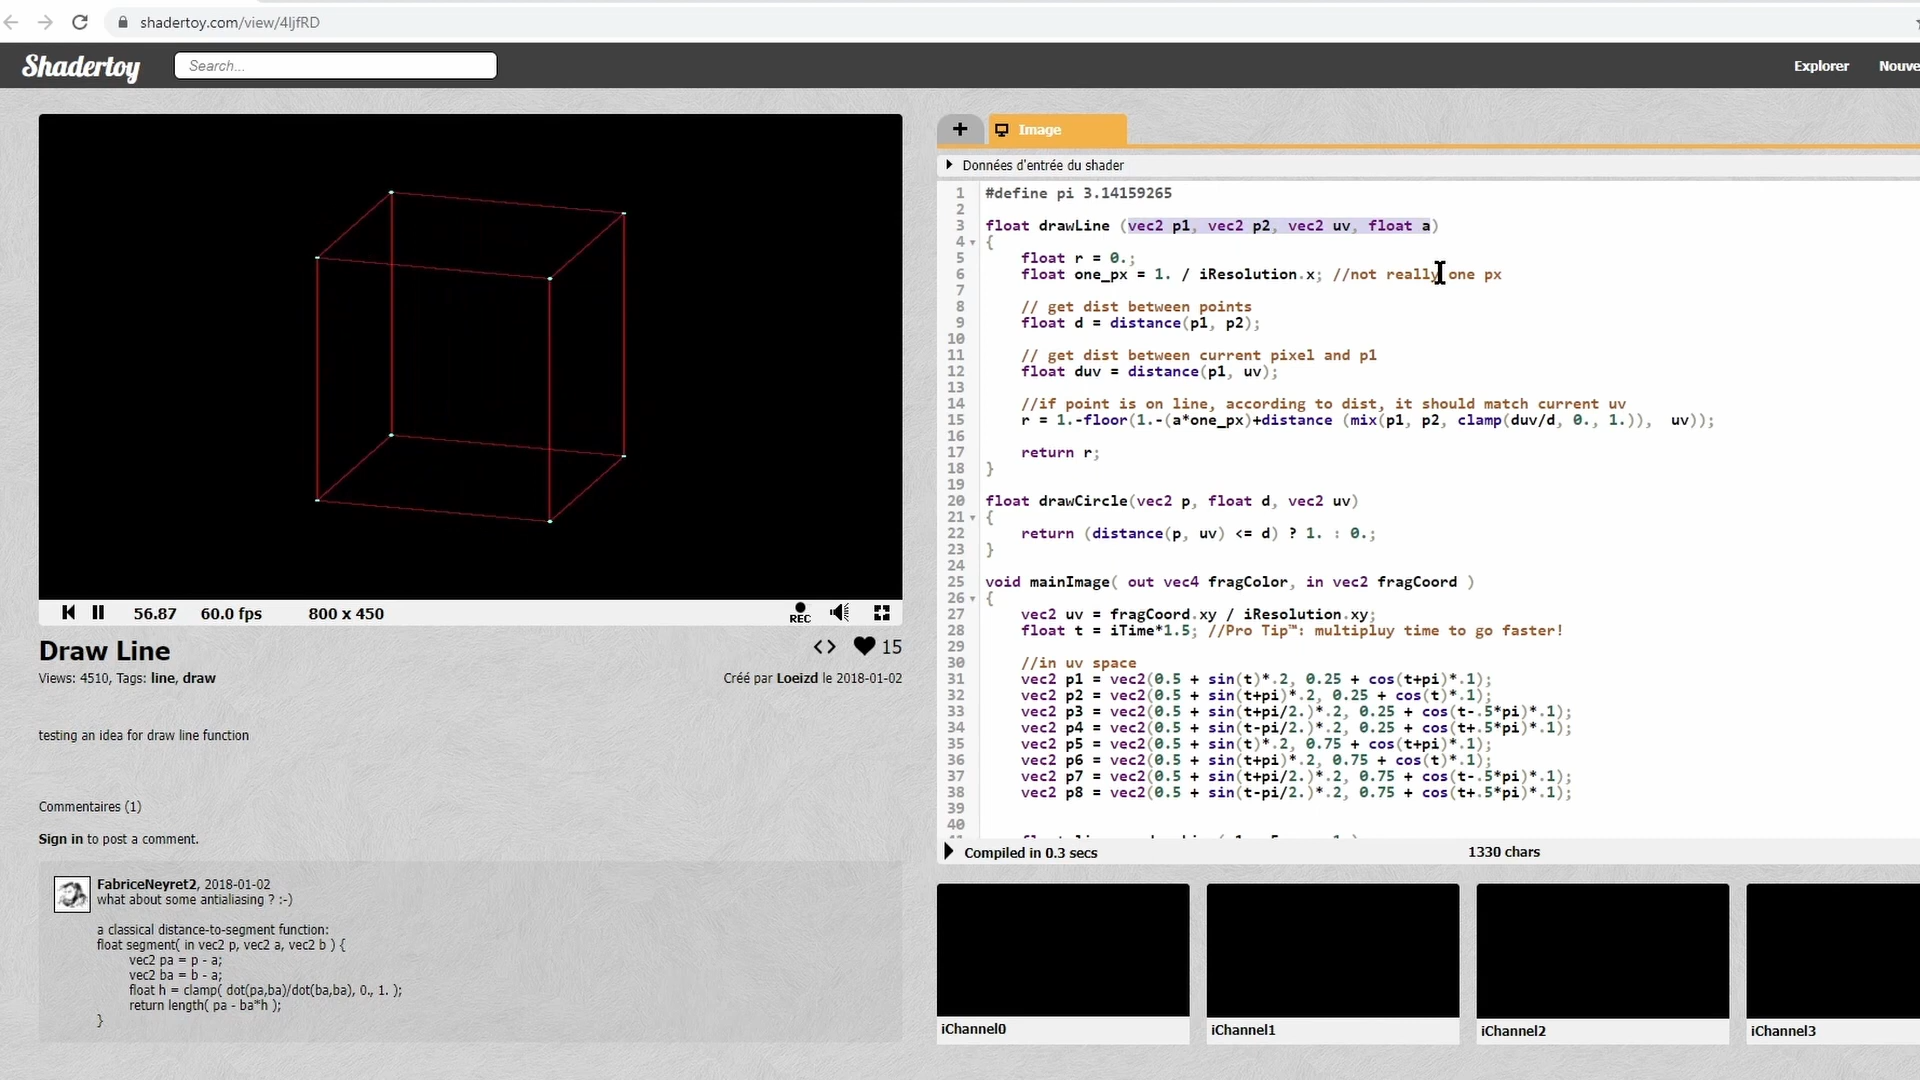 shadertoy.com/view/4ljfRD
Shadertoy
Search...
Explorer
Nouve
56.87
60.0 fps
800 x 450
REC
Draw Line
15
Views: 4510, Tags: line, draw
Créé par Loeizd le 2018-01-02
testing an idea for draw line function
Commentaires (1)
Sign in to post a comment.
FabriceNeyret2, 2018-01-02
what about some antialiasing ? :-)
a classical distance-to-segment function:
float segment( in vec2 p, vec2 a, vec2 b ) {
vec2 pa = p - a;
vec2 ba = b - a;
float h = clamp( dot(pa,ba)/dot(ba,ba), 0., 1. );
return length( pa - ba*h );
}
+
Image
Données d'entrée du shader
1 #define pi 3.14159265
2
3 float drawLine (vec2 p1, vec2 p2, vec2 uv, float a)
4 {
5 float r = 0.;
6 float one_px = 1. / iResolution.x; //not really one px
7
8 // get dist between points
9 float d = distance(p1, p2);
10
11 // get dist between current pixel and p1
12 float duv = distance(p1, uv);
13
14 //if point is on line, according to dist, it should match current uv
15 r = 1.-floor(1.-(a*one_px)+distance (mix(p1, p2, clamp(duv/d, 0., 1.)), uv));
16
17 return r;
18 }
19
20 float drawCircle(vec2 p, float d, vec2 uv)
21 {
22 return (distance(p, uv) <= d) ? 1. : 0.;
23 }
24
25 void mainImage( out vec4 fragColor, in vec2 fragCoord )
26 {
27 vec2 uv = fragCoord.xy / iResolution.xy;
28 float t = iTime*1.5; //Pro Tip™: multipluy time to go faster!
29
30 //in uv space
31 vec2 p1 = vec2(0.5 + sin(t)*.2, 0.25 + cos(t+pi)*.1);
32 vec2 p2 = vec2(0.5 + sin(t+pi)*.2, 0.25 + cos(t)*.1);
33 vec2 p3 = vec2(0.5 + sin(t+pi/2.)*.2, 0.25 + cos(t-.5*pi)*.1);
34 vec2 p4 = vec2(0.5 + sin(t-pi/2.)*.2, 0.25 + cos(t+.5*pi)*.1);
35 vec2 p5 = vec2(0.5 + sin(t)*.2, 0.75 + cos(t+pi)*.1);
36 vec2 p6 = vec2(0.5 + sin(t+pi)*.2, 0.75 + cos(t)*.1);
37 vec2 p7 = vec2(0.5 + sin(t+pi/2.)*.2, 0.75 + cos(t-.5*pi)*.1);
38 vec2 p8 = vec2(0.5 + sin(t-pi/2.)*.2, 0.75 + cos(t+.5*pi)*.1);
39
40
Compiled in 0.3 secs
1330 chars
iChannel0
iChannel1
iChannel2
iChannel3